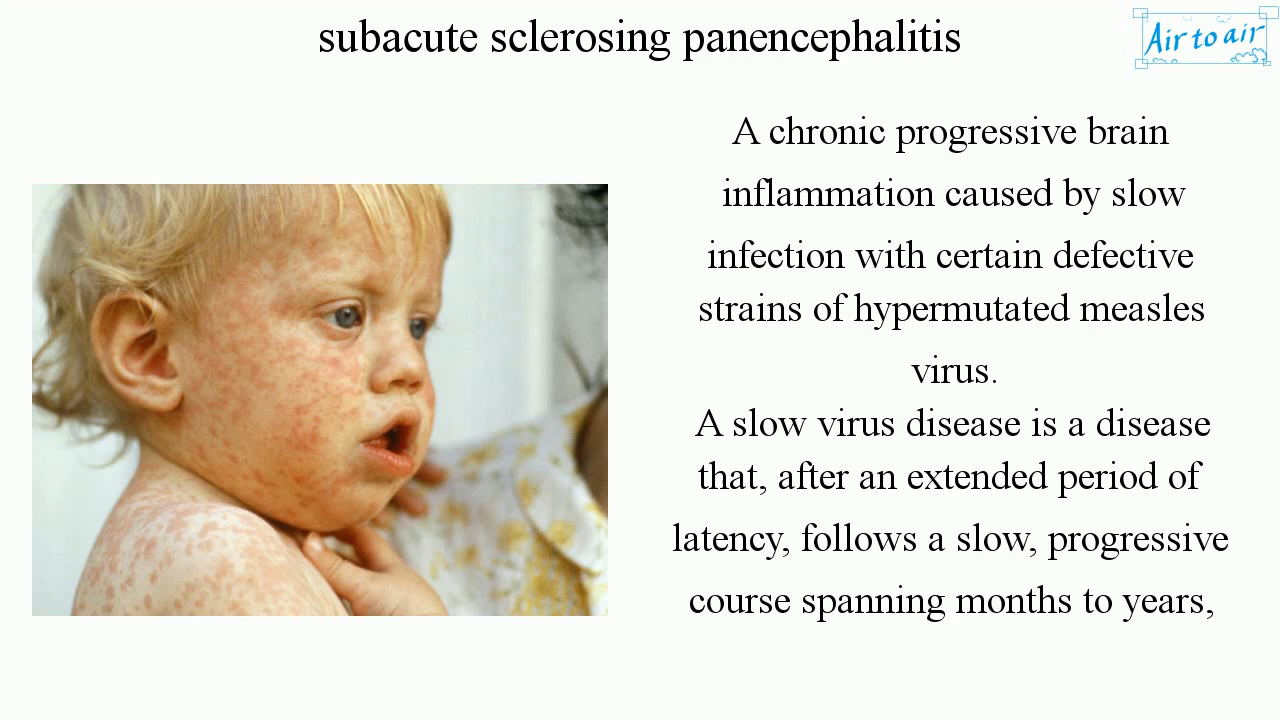 subacute sclerosing panencephalitis
Air to air
A chronic progressive brain
inflammation caused by slow
infection with certain defective
strains of hypermutated measles
virus.
A slow virus disease is a disease
that, after an extended period of
latency, follows a slow, progressive
course spanning months to years,